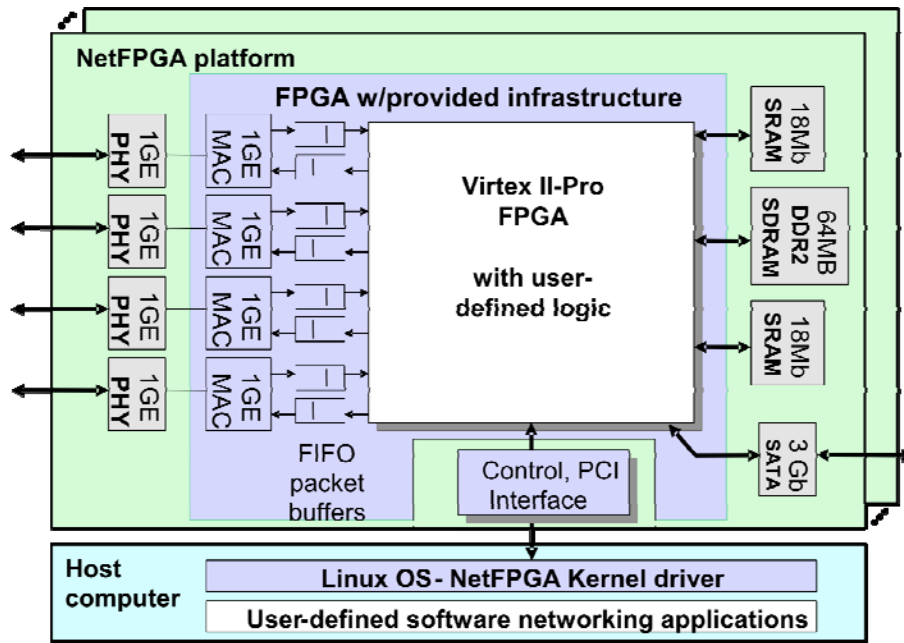 NetFPGA platform
FPGA w/provided infrastructure
1GE
PHY
1GE
MAC
1GE
PHY
1GE
MAC
1GE
PHY
1GE
MAC
1GE
PHY
1GE
MAC
FIFO
packet
buffers
Virtex II-Pro
FPGA
with user-
defined logic
18Mb
SRAM
64MB
DDR2
SDRAM
18Mb
SRAM
3 Gb
SATA
Control, PCI
Interface
Host
computer
Linux OS - NetFPGA Kernel driver
User-defined software networking applications